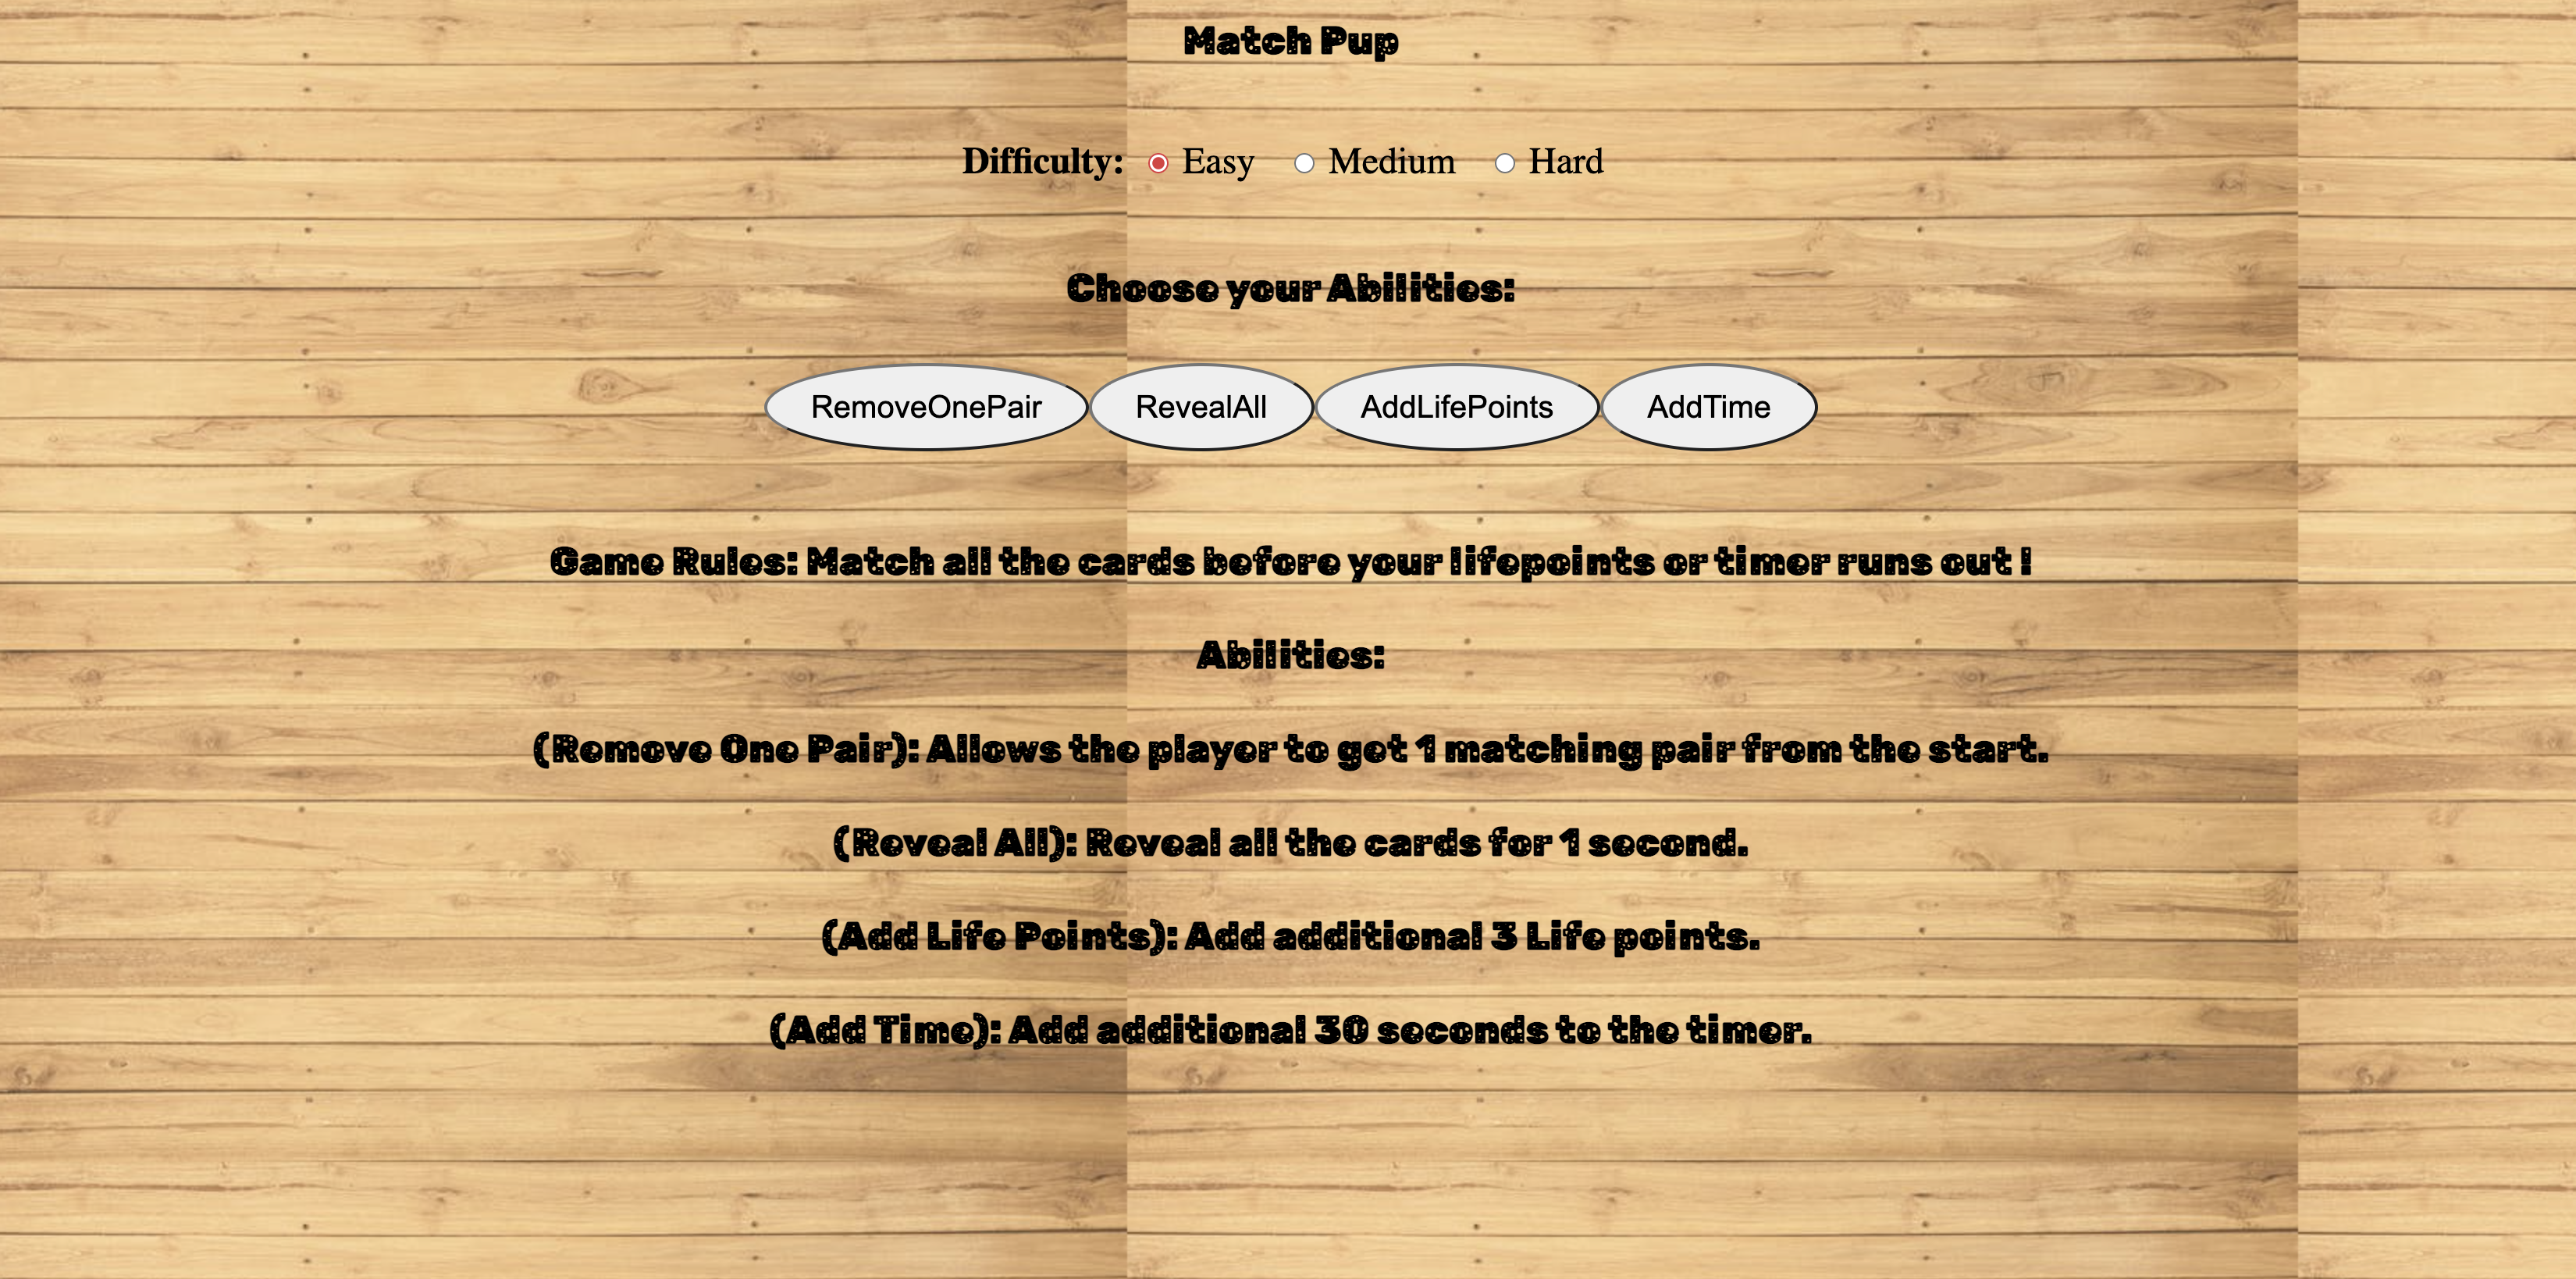 Match Pup
Difficulty: Easy Medium Hard
Choose your Abilities:
RemoveOnePair RevealAll AddLifePoints AddTime
Game Rules: Match all the cards before your lifepoints or timer runs out !
Abilities:
(Remove One Pair): Allows the player to get 1 matching pair from the start.
(Reveal All): Reveal all the cards for 1 second.
(Add Life Points): Add additional 3 Life points.
(Add Time): Add additional 30 seconds to the timer.